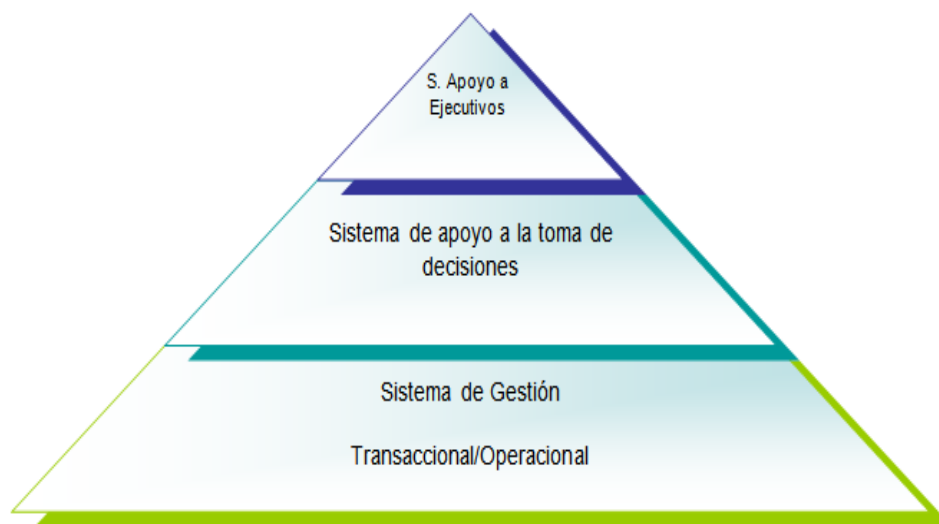 S. Apoyo a
Ejecutivos
Sistema de apoyo a la toma de
decisiones
Sistema de Gestión
Transaccional/Operacional